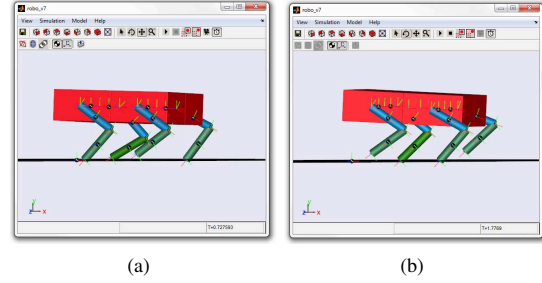 robo_v7
View Simulation Model Help
T=0.727583
(a)
robo_v7
View Simulation Model Help
T=1.7769
(b)